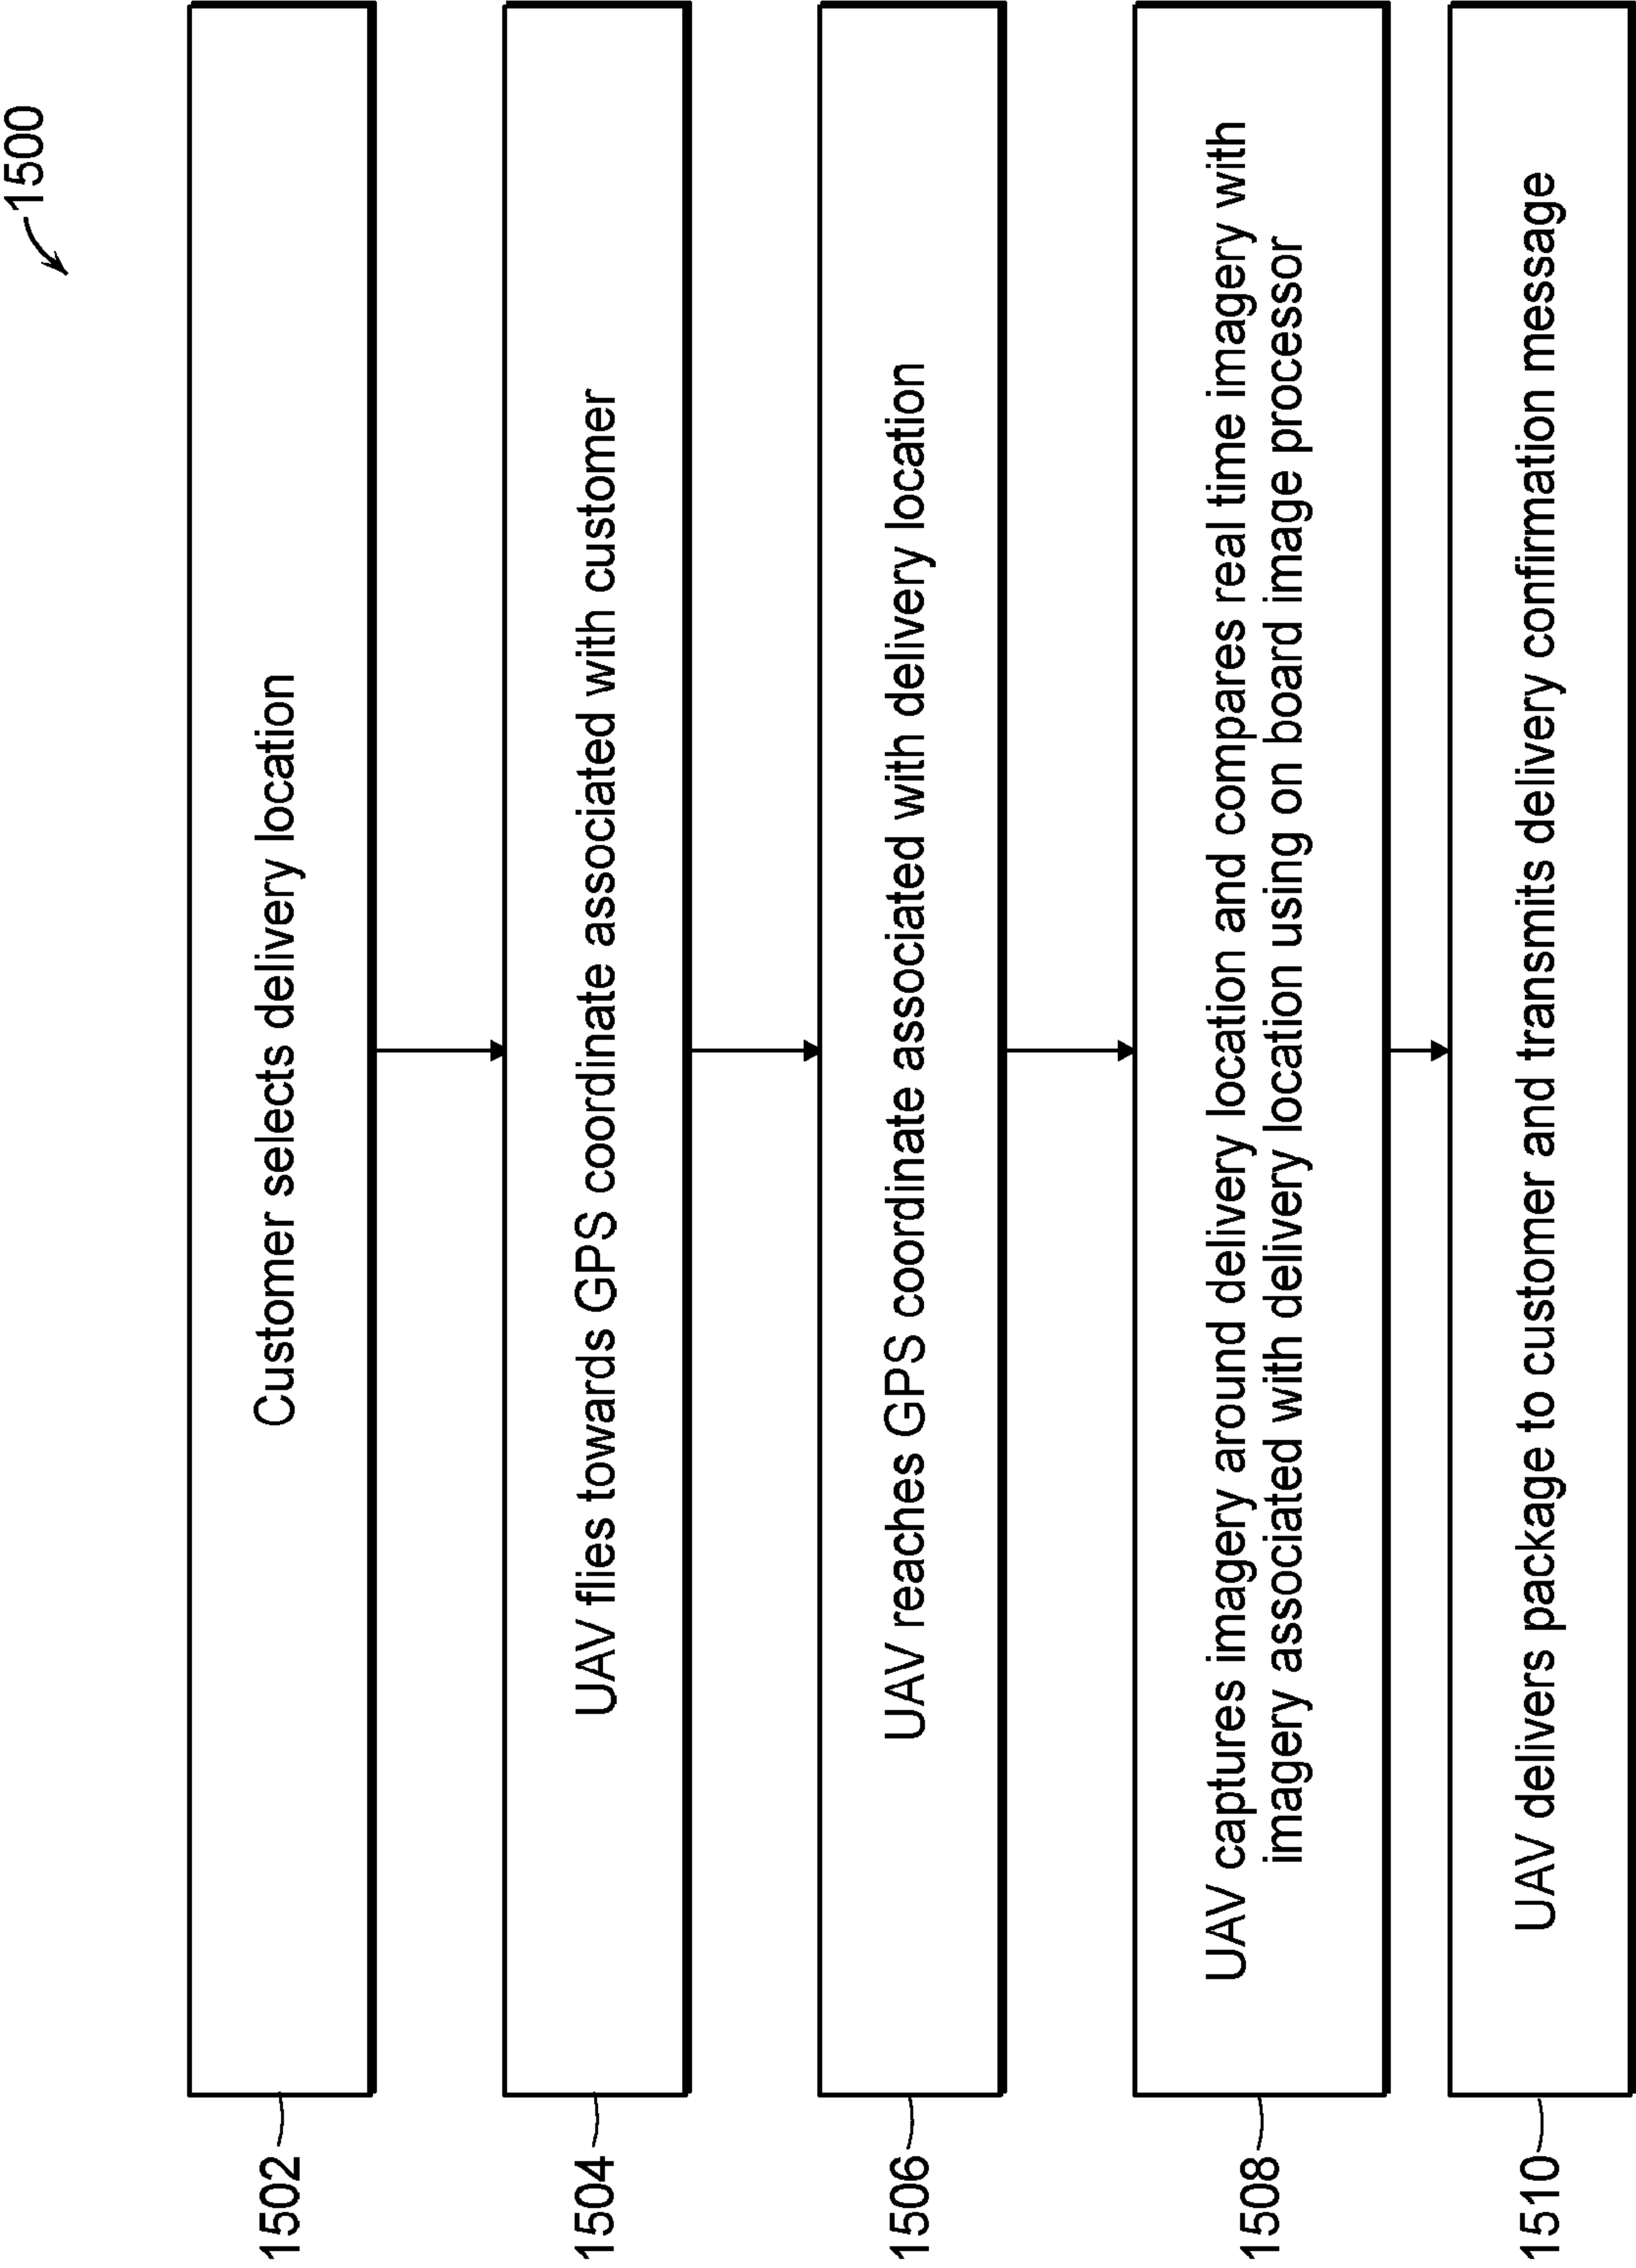 1500
1502
Customer selects delivery location
1504
UAV flies towards GPS coordinate associated with customer
1506
UAV reaches GPS coordinate associated with delivery location
1508
UAV captures imagery around delivery location and compares real time imagery with
imagery associated with delivery location using on board image processor
1510
UAV delivers package to customer and transmits delivery confirmation message